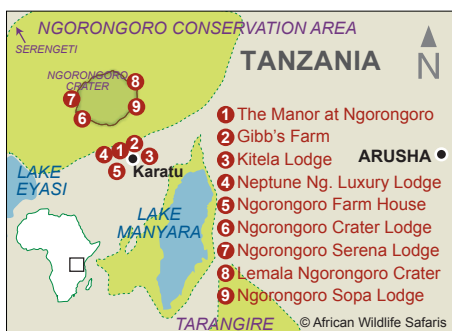 NGORONGORO CONSERVATION AREA
SERENGETI
TANZANIA
N
NGORONGORO
CRATER
8
7
9
6
1 The Manor at Ngorongoro
2 Gibb's Farm
3 Kitela Lodge
4 Neptune Ng. Luxury Lodge
5 Ngorongoro Farm House
6 Ngorongoro Crater Lodge
7 Ngorongoro Serena Lodge
8 Lemala Ngorongoro Crater
9 Ngorongoro Sopa Lodge
ARUSHA
4 1 2 3
5 Karatu
LAKE
EYASI
LAKE
MANYARA
TARANGIRE
© African Wildlife Safaris